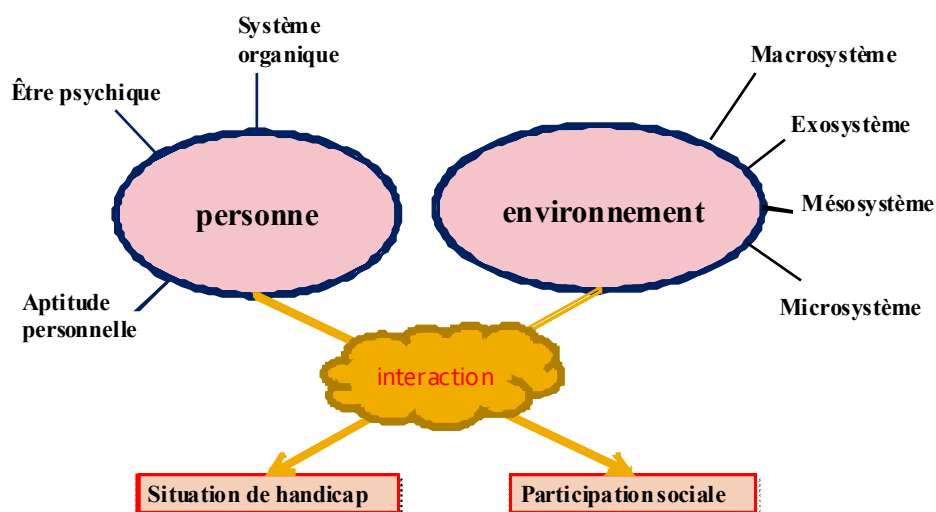 Système
organique
Être psychique
personne
Aptitude
personnelle
Macrosystème
Exosystème
environnement
Mésosystème
Microsystème
interaction
Situation de handicap
Participation sociale